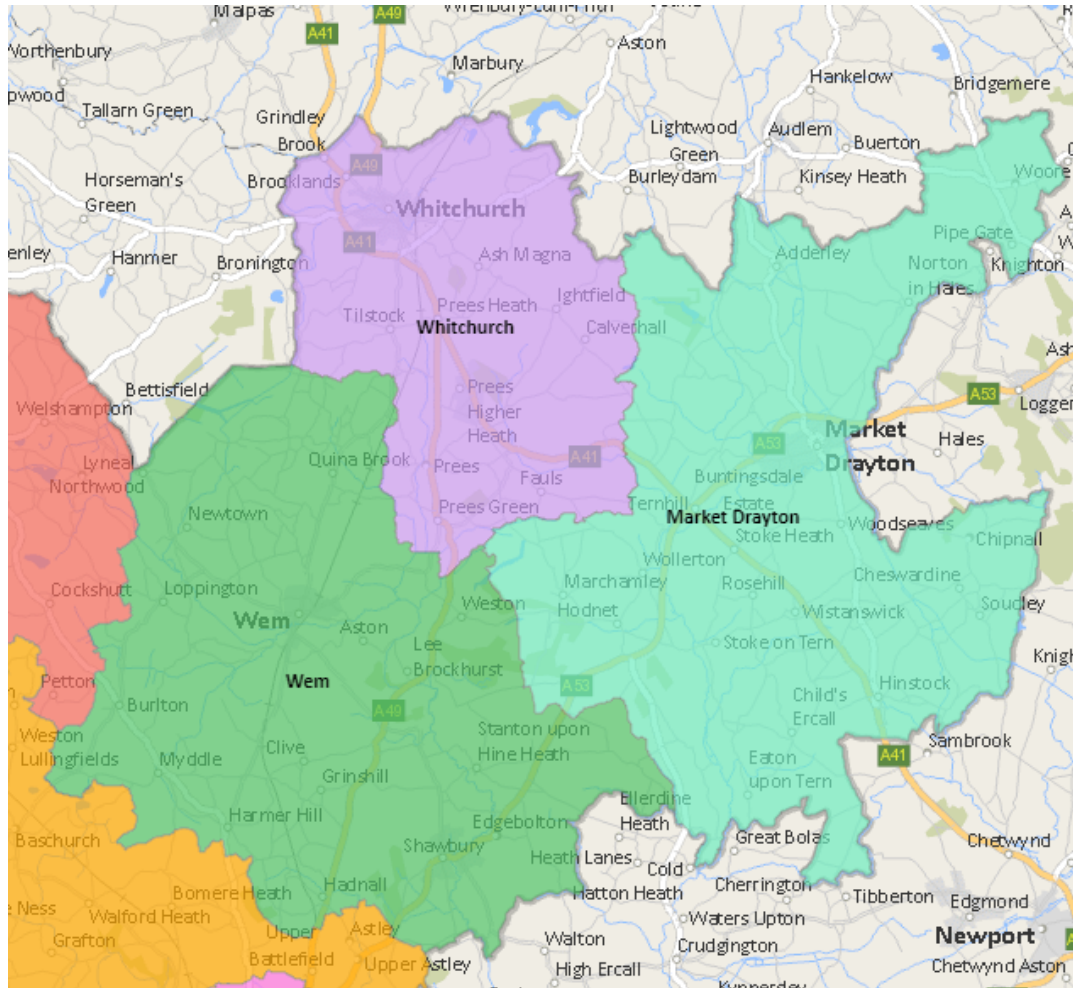 Malpas
A49
Wrenbury-cum-Frith
A41
Aston
Worthenbury
Marbury
Hankelow
Bridgemere
Tallarn Green
Grindley
Brook
Lightwood
Green
Audlem
Buerton
A49
Brooklands
Burleydam
Kinsey Heath
Woore
Horseman's
Green
Whitchurch
A41
Pipe Gate
Hanmer
Bronington
Ash Magna
Adderley
Knighton
Norton
in Hales
Prees Heath
Ightfield
Tilstock
Whitchurch
Calverhall
Bettisfield
Prees
Higher
Heath
A53
Welshampton
Market
Drayton
A53
Hales
Lyneal
Northwood
Quina Brook
Prees
A41
Fauls
Buntingsdale
Estate
Newtown
Prees Green
Ternhill
Market Drayton
Woodseaves
Stoke Heath
Chipnall
Wollerton
Cockshutt
Loppington
Marchamley
Rosehill
Cheswardine
Wem
Weston
Hodnet
Wistanswick
Soudley
Aston
Lee
Brockhurst
Stoke on Tern
Petton
Wem
A53
Burlton
A49
Child's
Ercall
Hinstock
Weston
Lullingfields
Stanton upon
Hine Heath
Myddle
Clive
A41
Sambrook
Grinshill
Eaton
upon Tern
Harmer Hill
Ellerdine
Heath
Edgebolton
Great Bolas
Baschurch
Shawbury
Chetwynd
Heath Lanes
Cold
Hatton Heath
Bomere Heath
Hadnall
Cherrington
Tibberton
Walford Heath
Edgmond
Upper
Battlefield
Astley
Waters Upton
Grafton
Walton
Crudgington
Newport
Upper Astley
High Ercall
Chetwynd Aston